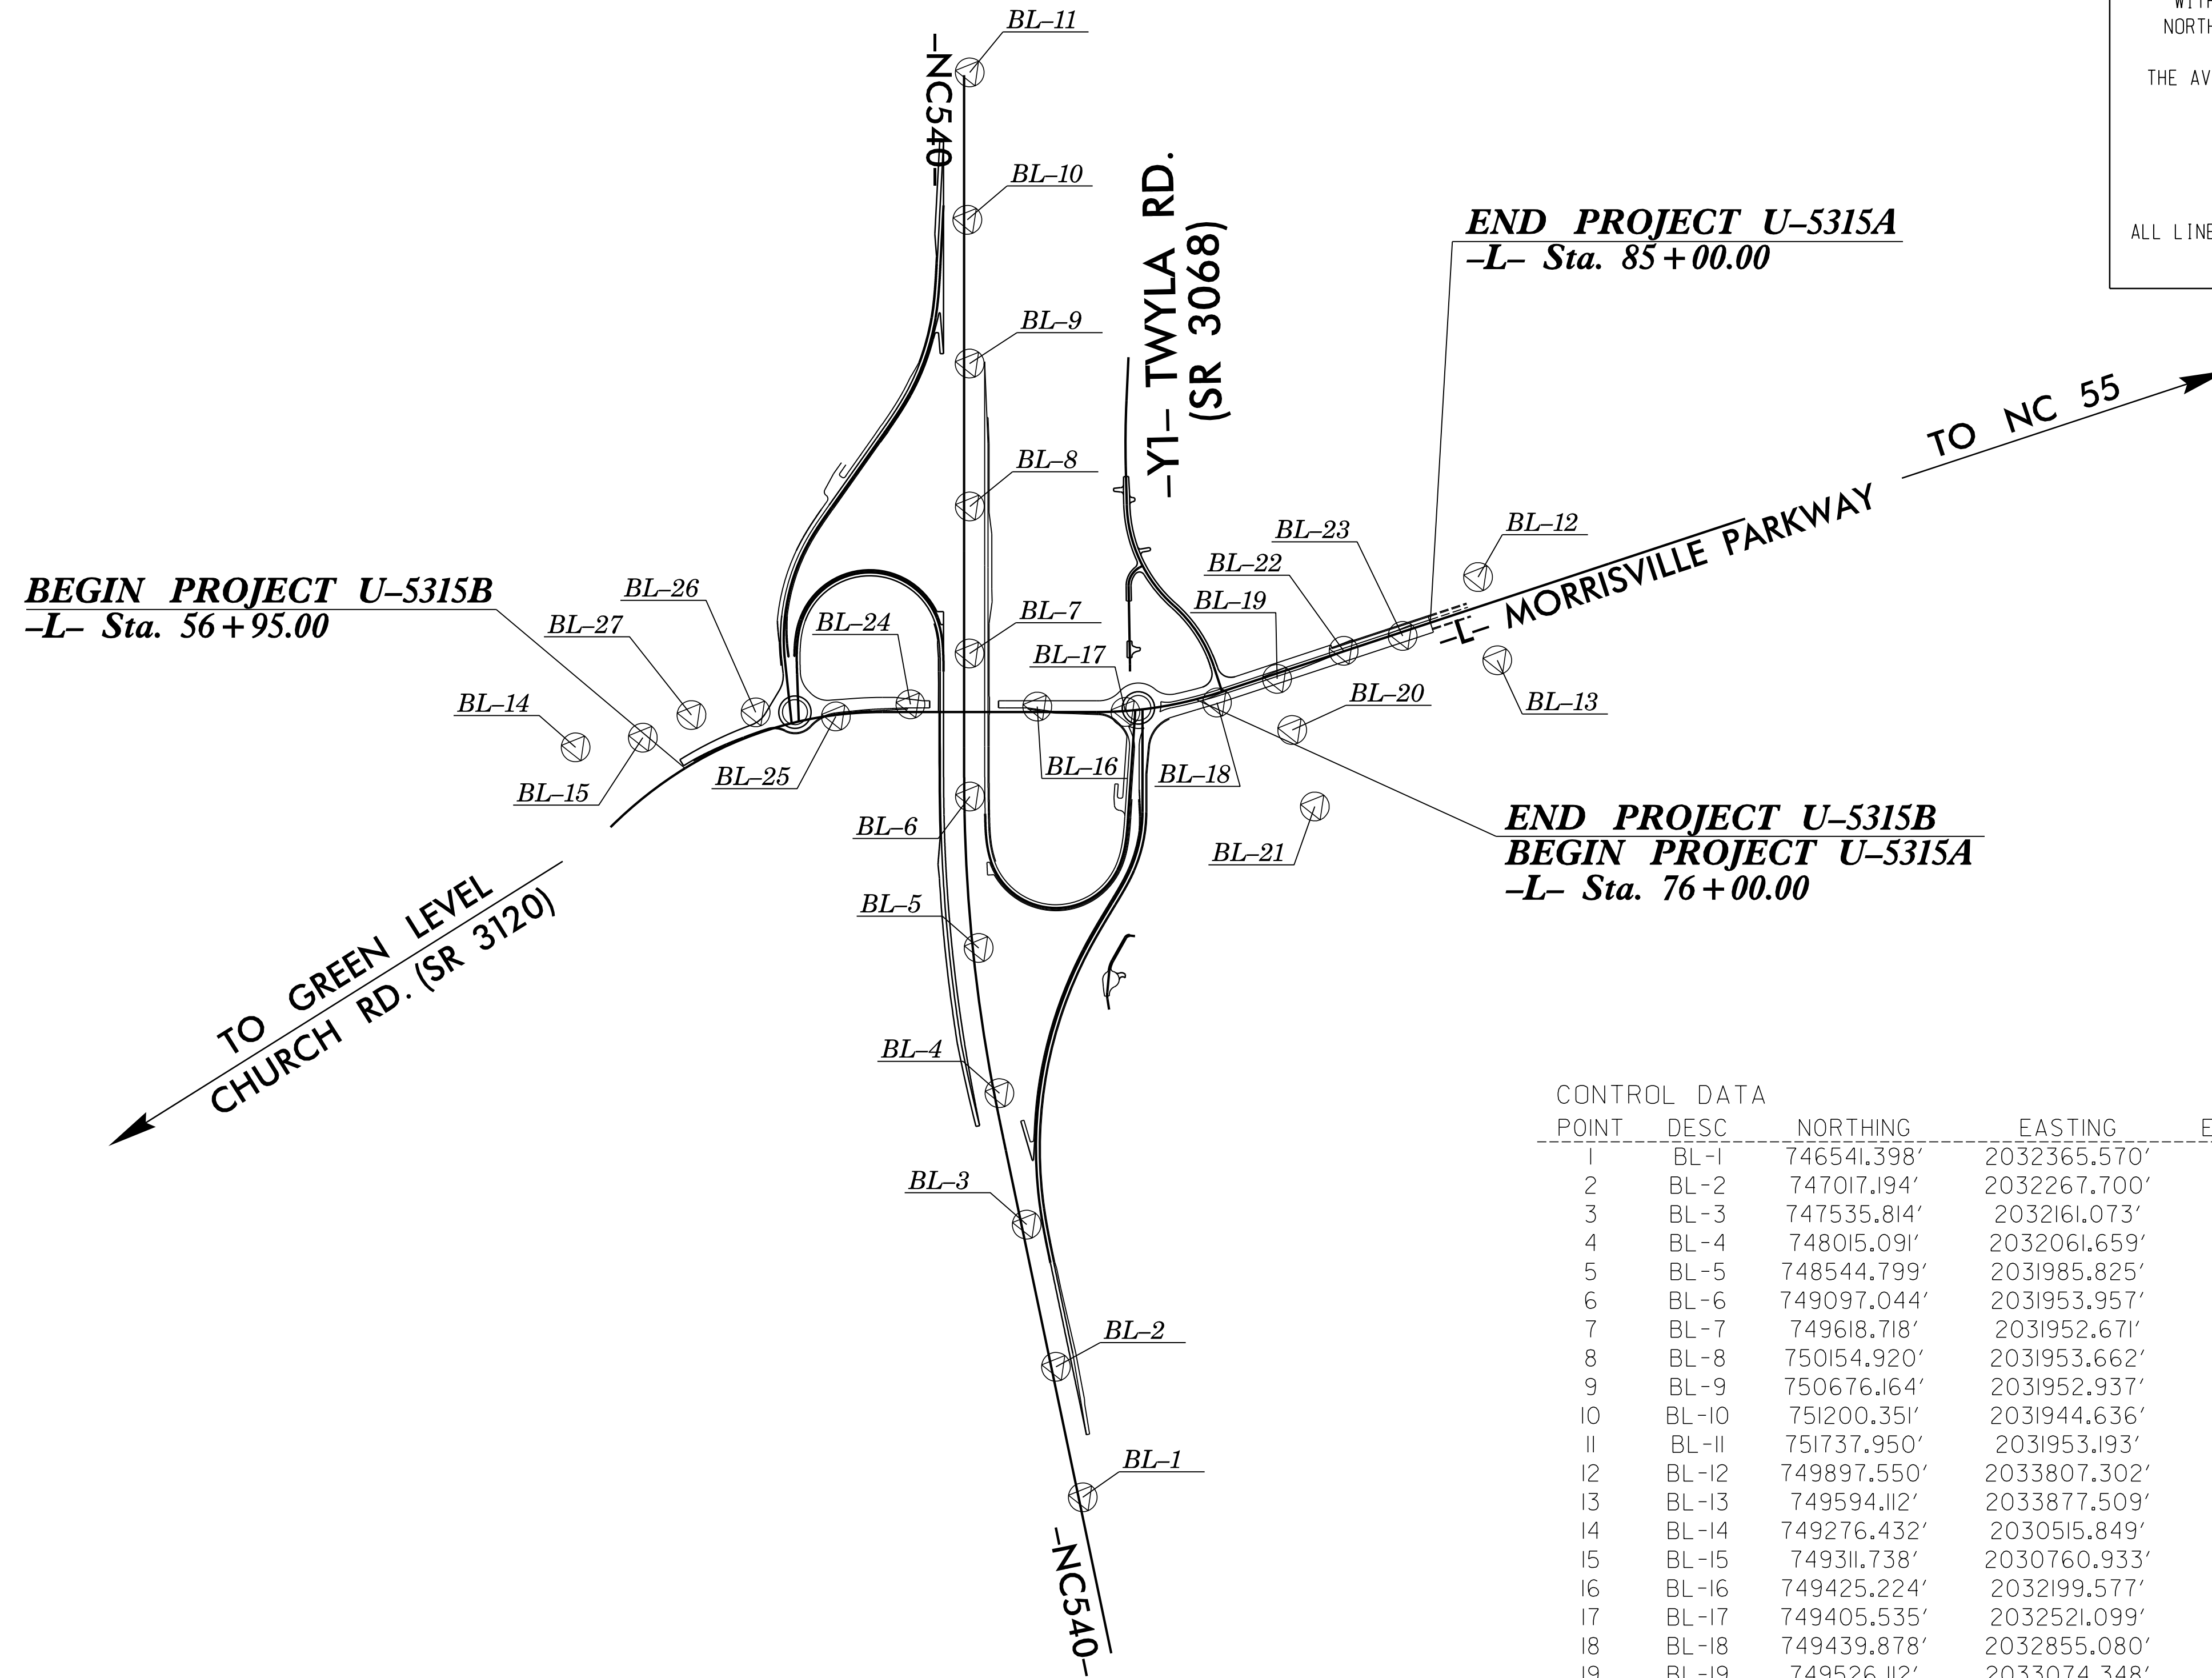 WITH
NORTH
THE AV
ALL LINE
BL–11
–NC540–
BL–10
–Y1– TWYLA RD.
(SR 3068)
END PROJECT U–5315A
–L– Sta. 85+00.00
BL–9
TO NC 55
BL–8
–L– MORRISVILLE PARKWAY
BL–12
BL–23
BL–22
BL–19
BEGIN PROJECT U–5315B
–L– Sta. 56+95.00
BL–26
BL–27
BL–24
BL–7
BL–17
BL–14
BL–20
BL–13
BL–15
BL–25
BL–16
BL–18
BL–6
BL–21
END PROJECT U–5315B
BEGIN PROJECT U–5315A
–L– Sta. 76+00.00
BL–5
TO GREEN LEVEL
CHURCH RD. (SR 3120)
BL–4
BL–3
BL–2
BL–1
–NC540–
CONTROL DATA
POINT DESC NORTHING EASTING E
1 BL-1 746541.398' 2032365.570'
2 BL-2 747017.194' 2032267.700'
3 BL-3 747535.814' 2032161.073'
4 BL-4 748015.091' 2032061.659'
5 BL-5 748544.799' 2031985.825'
6 BL-6 749097.044' 2031953.957'
7 BL-7 749618.718' 2031952.671'
8 BL-8 750154.920' 2031953.662'
9 BL-9 750676.164' 2031952.937'
10 BL-10 751200.351' 2031944.636'
11 BL-11 751737.950' 2031953.193'
12 BL-12 749897.550' 2033807.302'
13 BL-13 749594.112' 2033877.509'
14 BL-14 749276.432' 2030515.849'
15 BL-15 749311.738' 2030760.933'
16 BL-16 749425.224' 2032199.577'
17 BL-17 749405.535' 2032521.099'
18 BL-18 749439.878' 2032855.080'
19 BL-19 749526.112' 2033074.348'